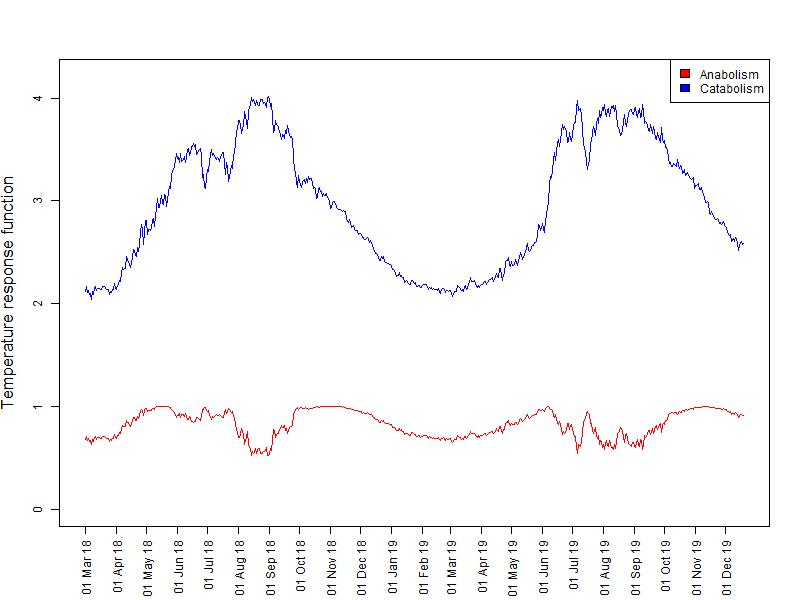 Anabolism
Catabolism
Temperature response function
4
3
2
1
0
01 Mar 18
01 Apr 18
01 May 18
01 Jun 18
01 Jul 18
01 Aug 18
01 Sep 18
01 Oct 18
01 Nov 18
01 Dec 18
01 Jan 19
01 Feb 19
01 Mar 19
01 Apr 19
01 May 19
01 Jun 19
01 Jul 19
01 Aug 19
01 Sep 19
01 Oct 19
01 Nov 19
01 Dec 19